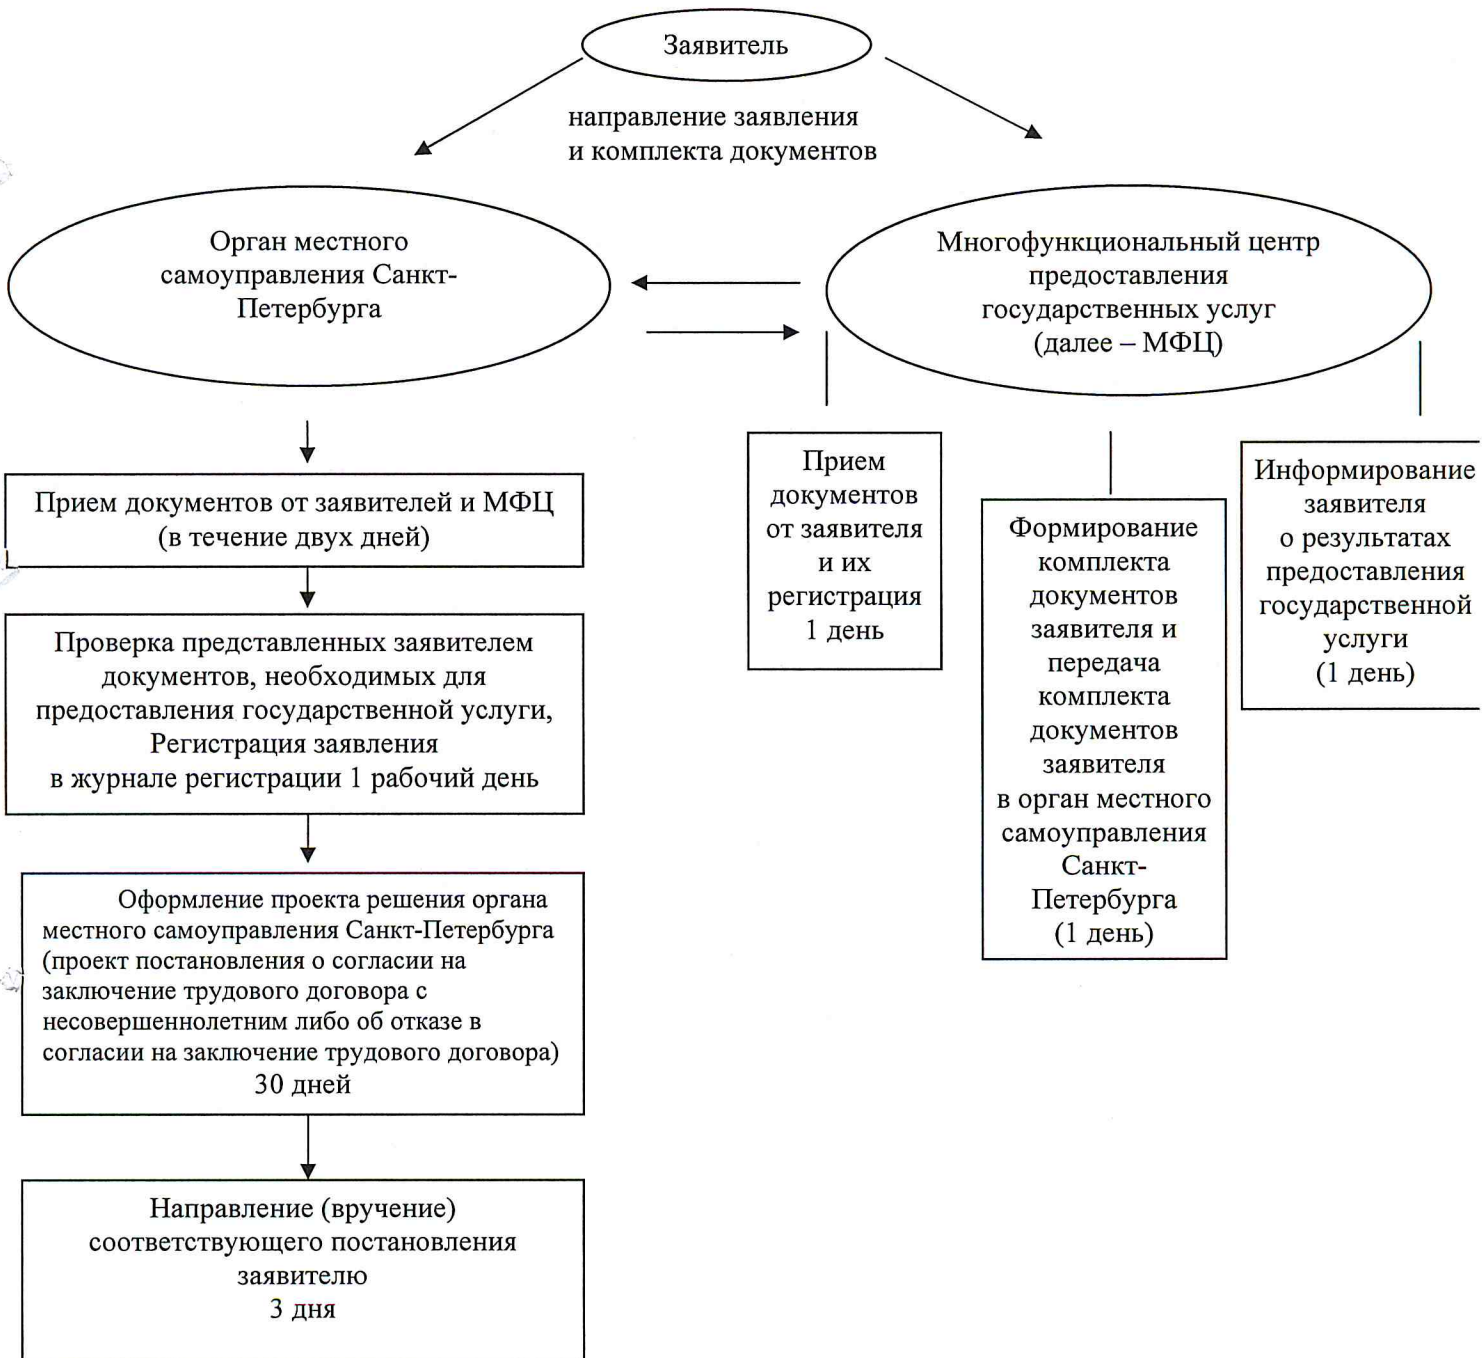 Заявитель
направление заявления
и комплекта документов
Орган местного
самоуправления Санкт-
Петербурга
Многофункциональный центр
предоставления
государственных услуг
(далее – МФЦ)
Прием документов от заявителей и МФЦ
(в течение двух дней)
Проверка представленных заявителем
документов, необходимых для
предоставления государственной услуги,
Регистрация заявления
в журнале регистрации 1 рабочий день
Оформление проекта решения органа
местного самоуправления Санкт-Петербурга
(проект постановления о согласии на
заключение трудового договора с
несовершеннолетним либо об отказе в
согласии на заключение трудового договора)
30 дней
Направление (вручение)
соответствующего постановления
заявителю
3 дня
Прием
документов
от заявителя
и их
регистрация
1 день
Формирование
комплекта
документов
заявителя и
передача
комплекта
документов
заявителя
в орган местного
самоуправления
Санкт-
Петербурга
(1 день)
Информирование
заявителя
о результатах
предоставления
государственной
услуги
(1 день)